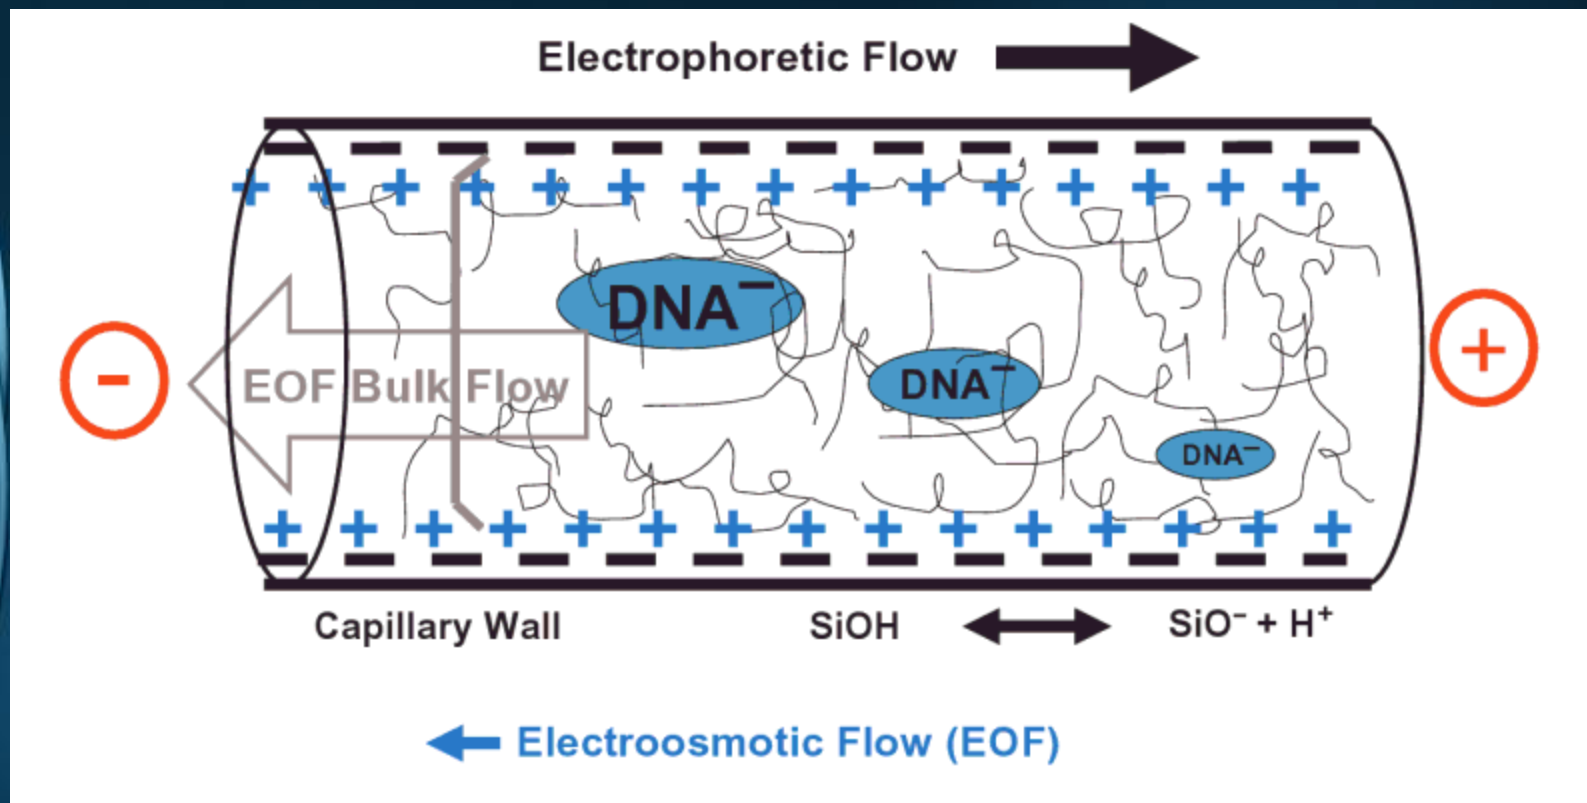 Electrophoretic Flow
DNA⁻
-
EOF Bulk Flow
DNA⁻
+
DNA⁻
Capillary Wall SiOH SiO⁻ + H⁺
Electroosmotic Flow (EOF)